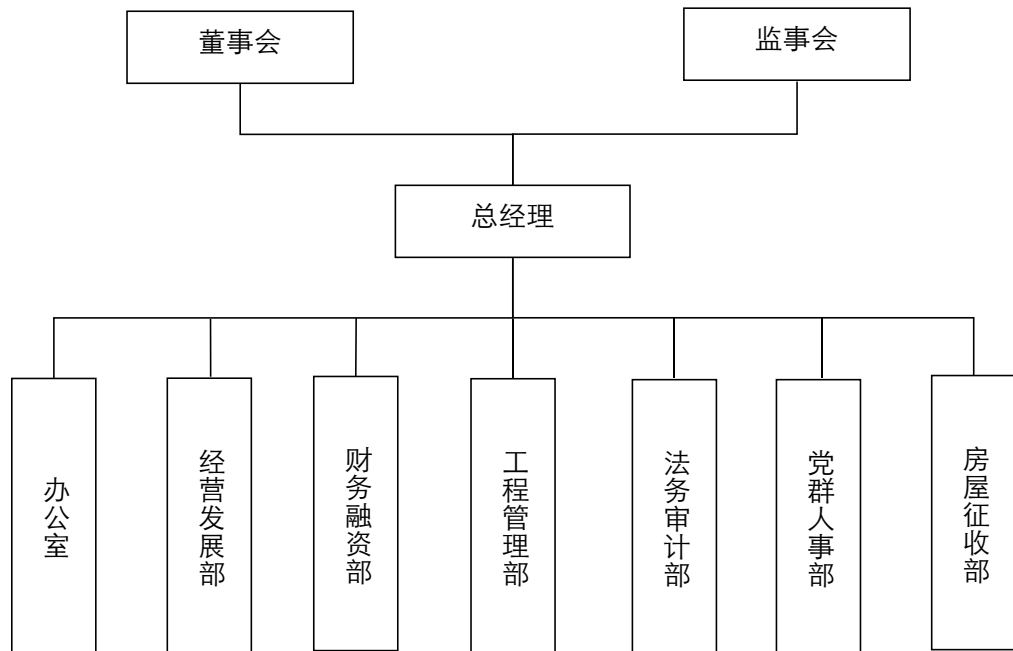 董事会
监事会
总经理
办公室
经营发展部
财务融资部
工程管理部
法务审计部
党群人事部
房屋征收部